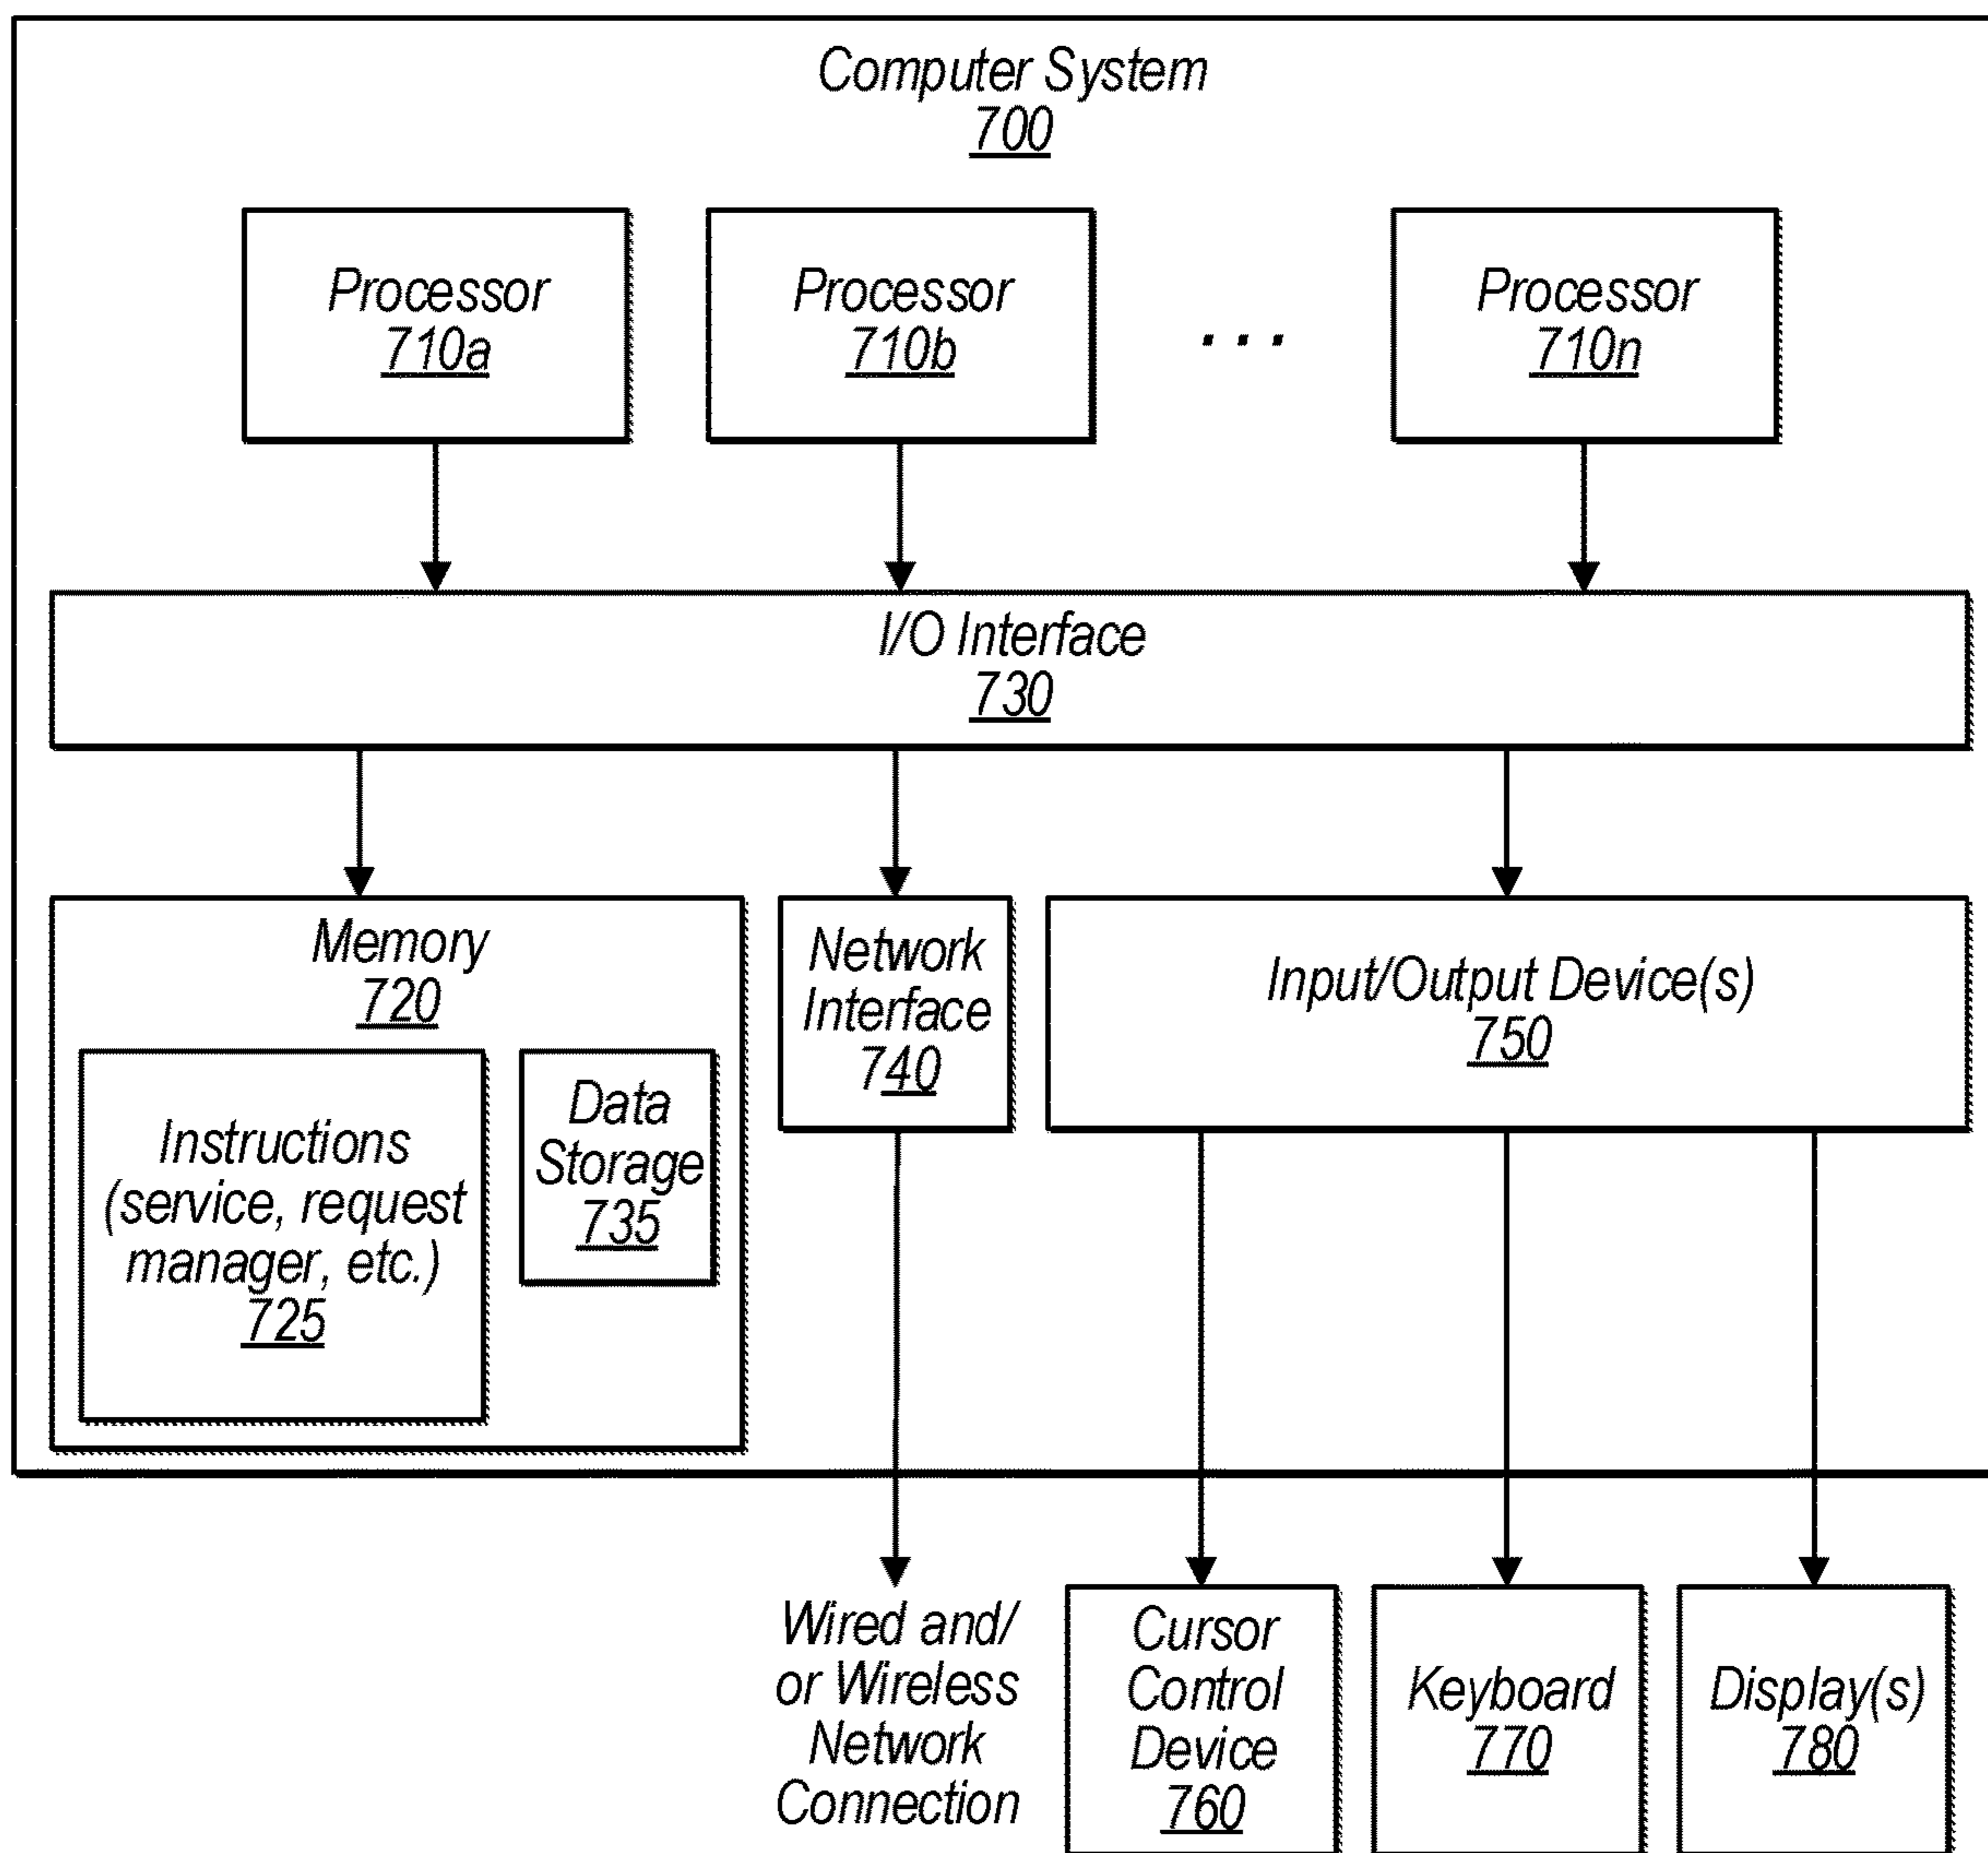 Computer System
700
Processor
710a
Processor
710b
. . .
Processor
710n
I/O Interface
730
Memory
720
Instructions
(service, request
manager, etc.)
725
Data
Storage
735
Network
Interface
740
Input/Output Device(s)
750
Wired and/
or Wireless
Network
Connection
Cursor
Control
Device
760
Keyboard
770
Display(s)
780